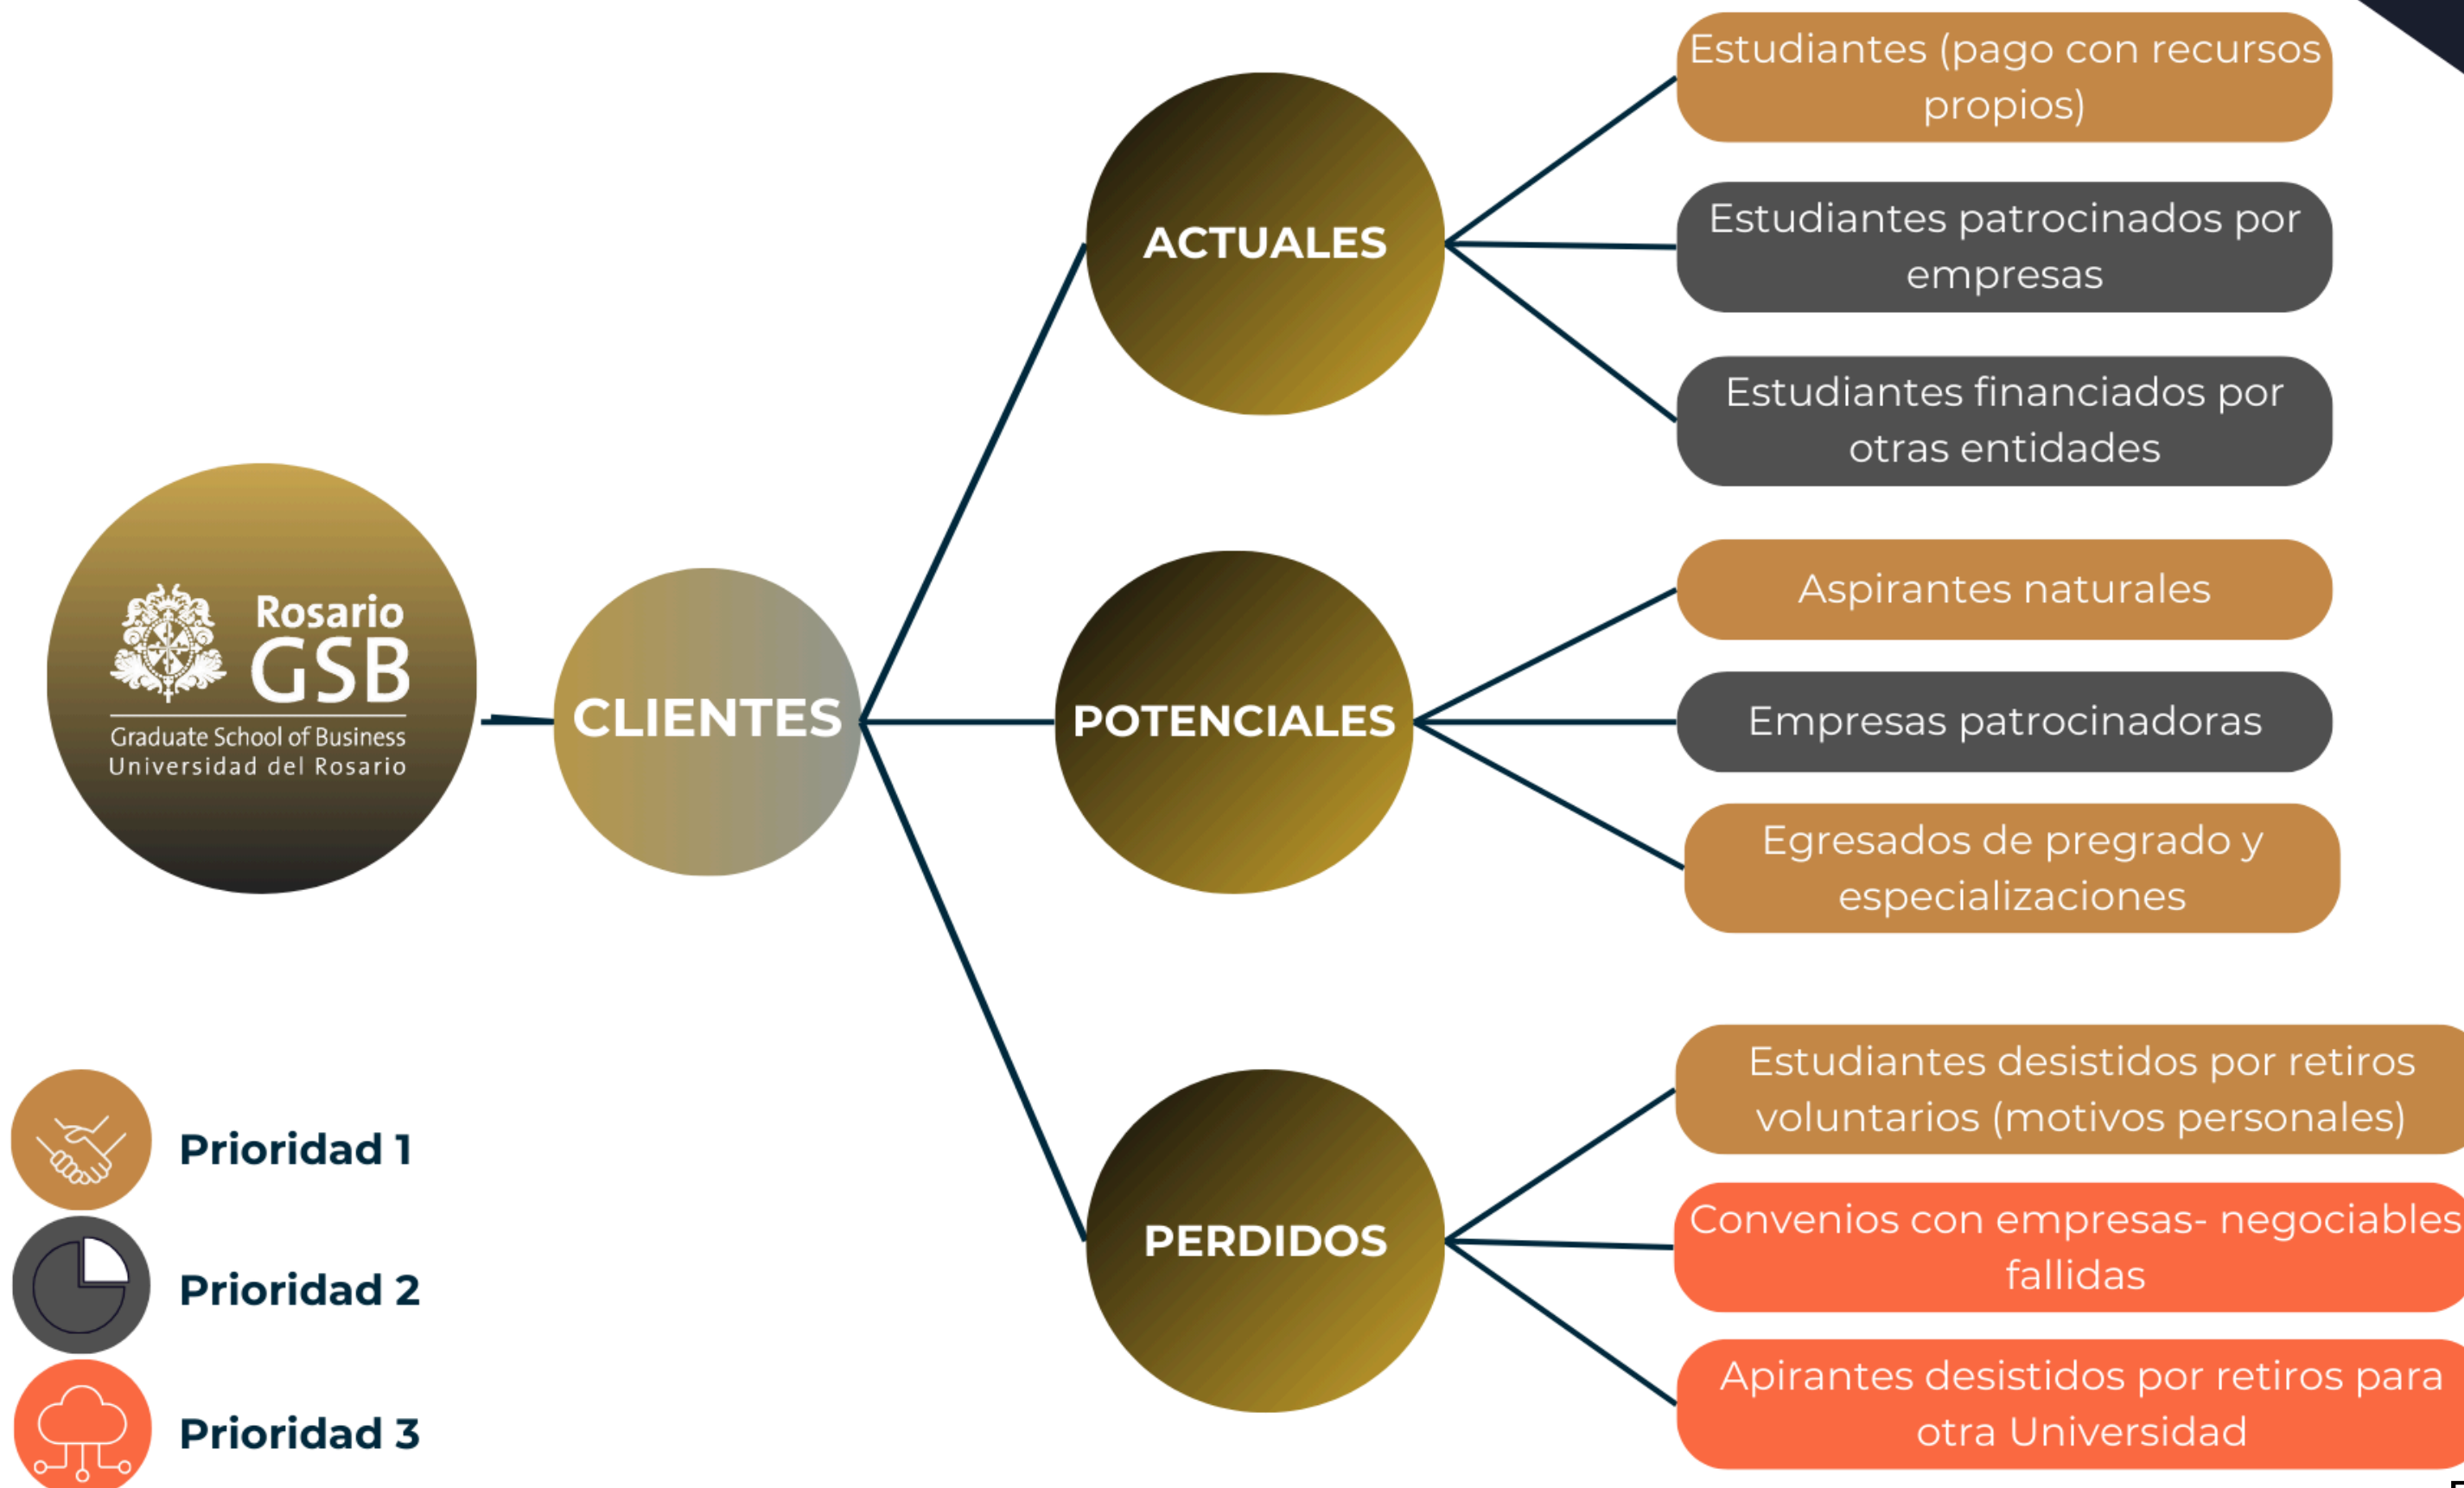 Rosario
GSB
Graduate School of Business
Universidad del Rosario
CLIENTES
ACTUALES
Estudiantes (pago con recursos
propios)
Estudiantes patrocinados por
empresas
Estudiantes financiados por
otras entidades
POTENCIALES
Aspirantes naturales
Empresas patrocinadoras
Egresados de pregrado y
especializaciones
PERDIDOS
Estudiantes desistidos por retiros
voluntarios (motivos personales)
Convenios con empresas- negociables
fallidas
Apirantes desistidos por retiros para
otra Universidad
Prioridad 1
Prioridad 2
Prioridad 3